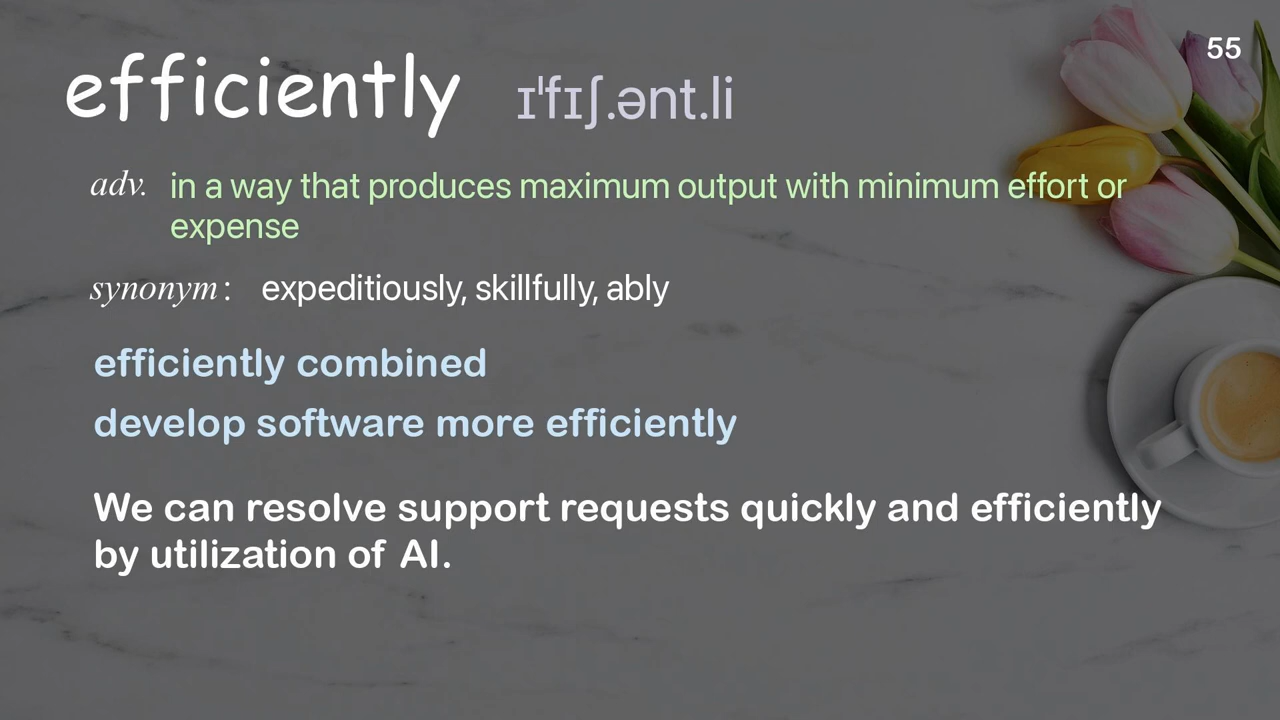 55
efficiently ɪˈfɪʃ.ənt.li
adv. in a way that produces maximum output with minimum effort or
expense
synonym : expeditiously, skillfully, ably
efficiently combined
develop software more efficiently
We can resolve support requests quickly and efficiently
by utilization of AI.